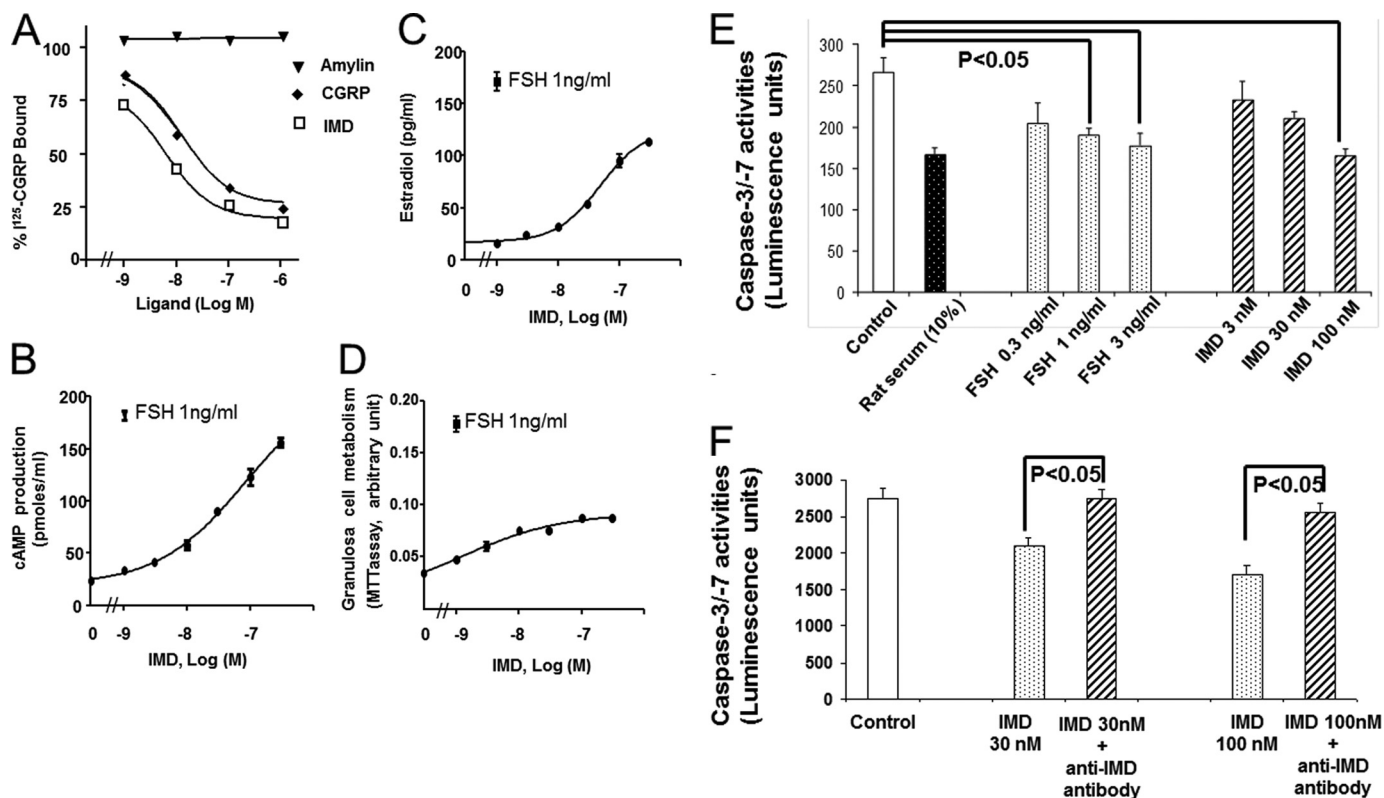 A
100
75
50
25
0
% I¹²⁵-CGRP Bound
-9
-8
-7
-6
Ligand (Log M)
Amylin
CGRP
IMD
B
200
150
100
50
0
cAMP production
(pmoles/ml)
FSH 1ng/ml
0
-9
-8
-7
IMD, Log (M)
C
200
150
100
50
0
Estradiol (pg/ml)
FSH 1ng/ml
0
-9
-8
-7
IMD, Log (M)
D
0.20
0.15
0.10
0.05
Granulosa cell metabolism
(MTTassay, arbitrary unit)
FSH 1ng/ml
0
-9
-8
-7
IMD, Log (M)
E
P<0.05
300
250
200
150
100
50
0
Caspase-3/-7 activities
(Luminescence units)
Control
Rat serum (10%)
FSH 0.3 ng/ml
FSH 1 ng/ml
FSH 3 ng/ml
IMD 3 nM
IMD 30 nM
IMD 100 nM
F
P<0.05
P<0.05
3000
2500
2000
1500
1000
500
0
Caspase-3/-7 activities
(Luminescence units)
Control
IMD
30 nM
IMD 30nM
+
anti-IMD
antibody
IMD
100 nM
IMD 100nM
+
anti-IMD
antibody